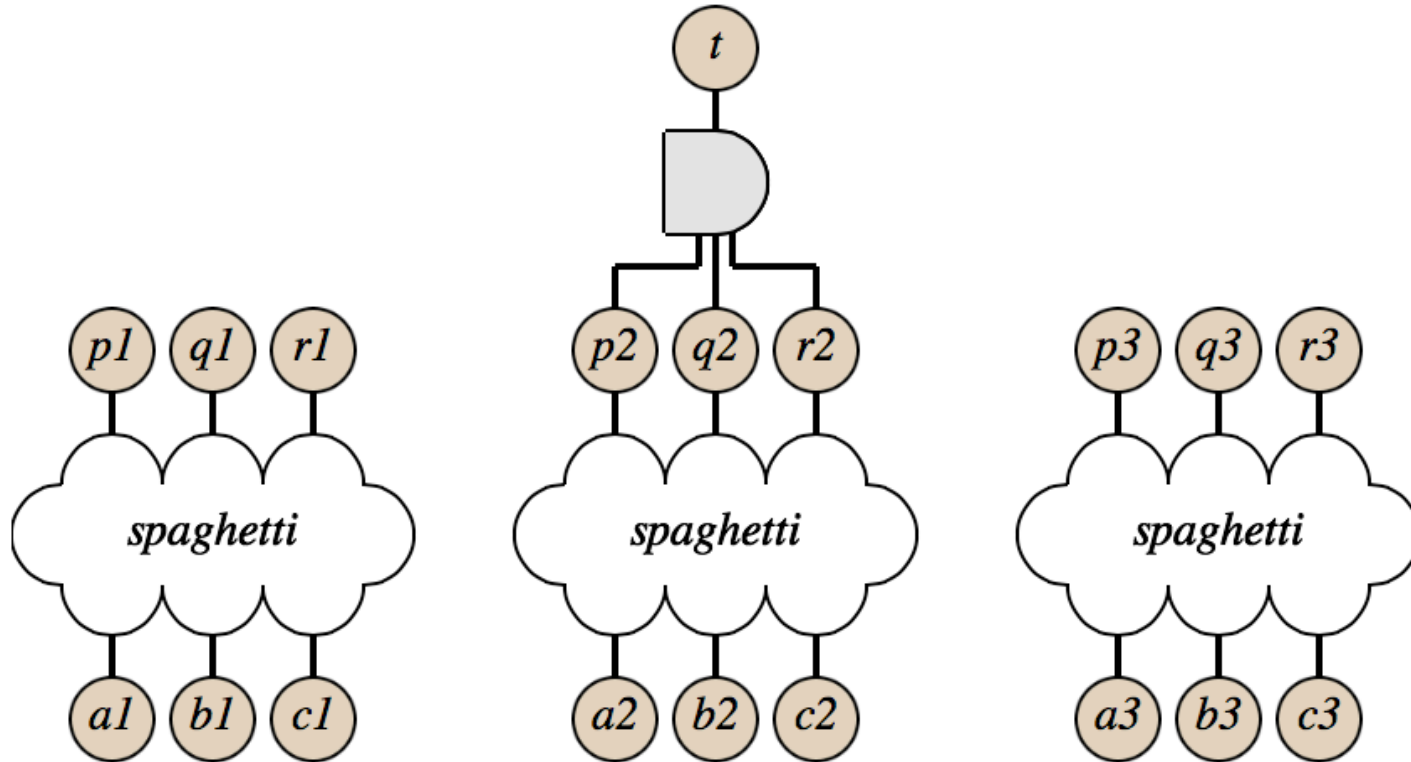 t
p1 q1 r1 p2 q2 r2 p3 q3 r3
spaghetti spaghetti spaghetti
a1 b1 c1 a2 b2 c2 a3 b3 c3